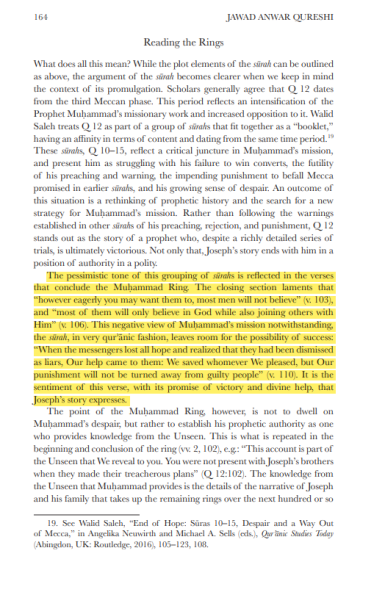 164
JAWAD ANWAR QURESHI
Reading the Rings
What does all this mean? While the plot elements of the sūrah can be outlined
as above, the argument of the sūrah becomes clearer when we keep in mind
the context of its promulgation. Scholars generally agree that Q 12 dates
from the third Meccan phase. This period reflects an intensification of the
Prophet Muḥammad’s missionary work and increased opposition to it. Walid
Saleh treats Q 12 as part of a group of sūrahs that fit together as a “booklet,”
having an affinity in terms of content and dating from the same time period.19
These sūrahs, Q 10–15, reflect a critical juncture in Muḥammad’s mission,
and present him as struggling with his failure to win converts, the futility
of his preaching and warning, the impending punishment to befall Mecca
promised in earlier sūrahs, and his growing sense of despair. An outcome of
this situation is a rethinking of prophetic history and the search for a new
strategy for Muḥammad’s mission. Rather than following the warnings
established in other sūrahs of his preaching, rejection, and punishment, Q 12
stands out as the story of a prophet who, despite a richly detailed series of
trials, is ultimately victorious. Not only that, Joseph’s story ends with him in a
position of authority in a polity.
The pessimistic tone of this grouping of sūrahs is reflected in the verses
that conclude the Muḥammad Ring. The closing section laments that
“however eagerly you may want them to, most men will not believe” (v. 103),
and “most of them will only believe in God while also joining others with
Him” (v. 106). This negative view of Muḥammad’s mission notwithstanding,
the sūrah, in very qurʾānic fashion, leaves room for the possibility of success:
“When the messengers lost all hope and realized that they had been dismissed
as liars, Our help came to them: We saved whomever We pleased, but Our
punishment will not be turned away from guilty people” (v. 110). It is the
sentiment of this verse, with its promise of victory and divine help, that
Joseph’s story expresses.
The point of the Muḥammad Ring, however, is not to dwell on
Muḥammad’s despair, but rather to establish his prophetic authority as one
who provides knowledge from the Unseen. This is what is repeated in the
beginning and conclusion of the ring (vv. 2, 102), e.g.: “This account is part of
the Unseen that We reveal to you. You were not present with Joseph’s brothers
when they made their treacherous plans” (Q 12:102). The knowledge from
the Unseen that Muḥammad provides is the details of the narrative of Joseph
and his family that takes up the remaining rings over the next hundred or so
19. See Walid Saleh, “End of Hope: Sūras 10–15, Despair and a Way Out
of Mecca,” in Angelika Neuwirth and Michael A. Sells (eds.), Qurʾānic Studies Today
(Abingdon, UK: Routledge, 2016), 105–123, 108.